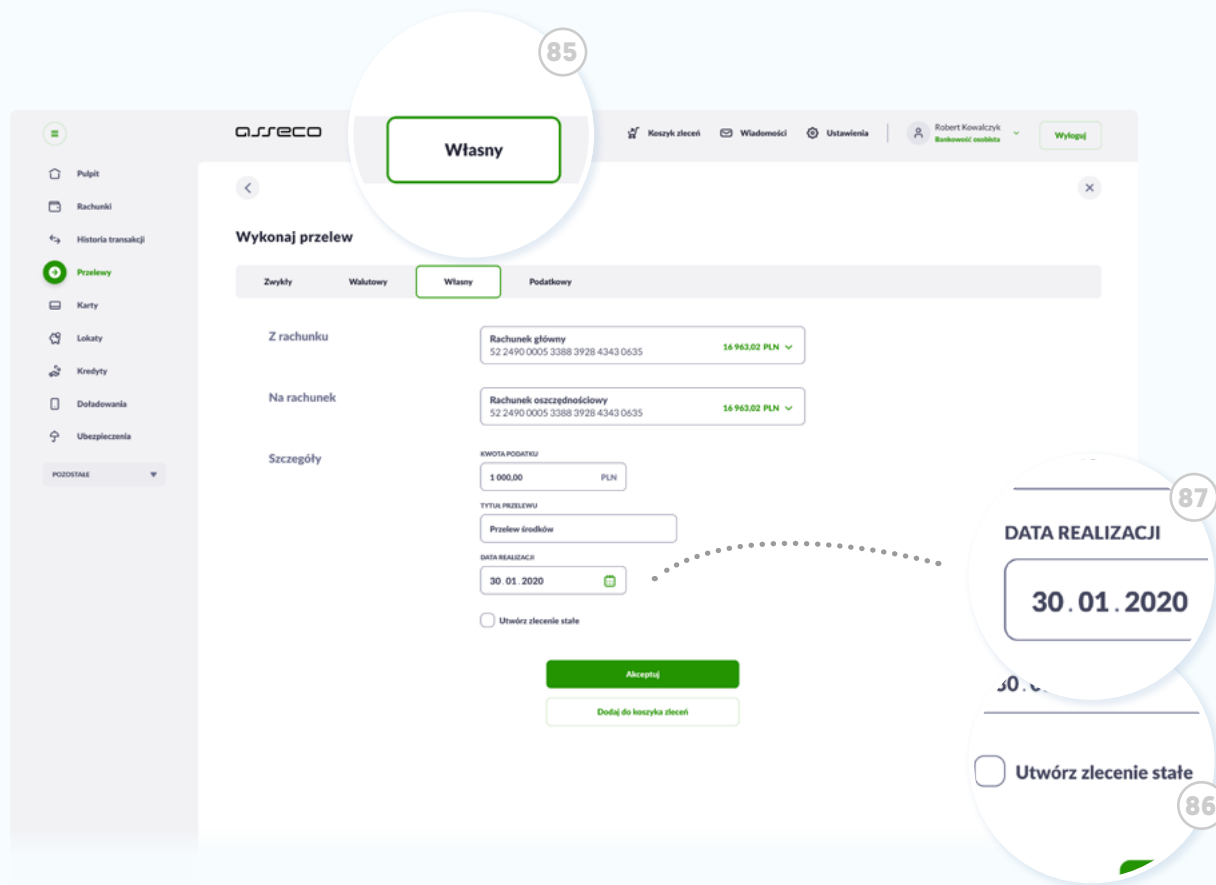 85
Własny
asseco
Koszyk zleceń
Wiadomości
Ustawienia
Robert Kowalczyk
Bankowość osobista
Wyloguj
Pulpit
Rachunki
Historia transakcji
Przelewy
Karty
Lokaty
Kredyty
Doładowania
Ubezpieczenia
POZOSTAŁE
Wykonaj przelew
Zwykły Walutowy Własny Podatkowy
Z rachunku
Rachunek główny
52 2490 0005 3388 3928 4343 0635
16 963,02 PLN
Na rachunek
Rachunek oszczędnościowy
52 2490 0005 3388 3928 4343 0635
16 963,02 PLN
Szczegóły
KWOTA PODATKU
1 000,00 PLN
TYTUŁ PRZELEWU
Przelew środków
DATA REALIZACJI
30.01.2020
Utwórz zlecenie stałe
Akceptuj
Dodaj do koszyka zleceń
87
DATA REALIZACJI
30.01.2020
Utwórz zlecenie stałe
86